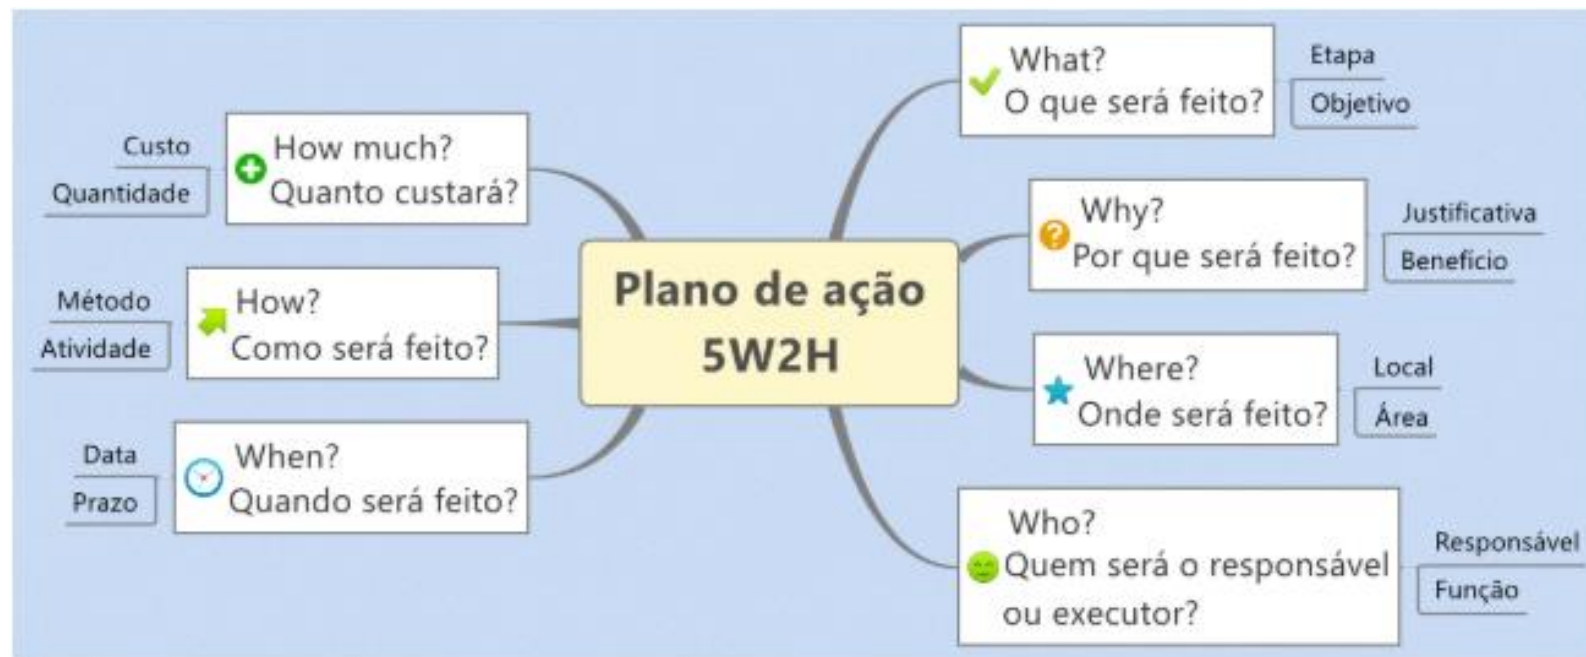 Plano de ação
5W2H
What?
O que será feito?
Etapa
Objetivo
Why?
Por que será feito?
Justificativa
Benefício
Where?
Onde será feito?
Local
Área
Who?
Quem será o responsável
ou executor?
Responsável
Função
How much?
Quanto custará?
Custo
Quantidade
How?
Como será feito?
Método
Atividade
When?
Quando será feito?
Data
Prazo